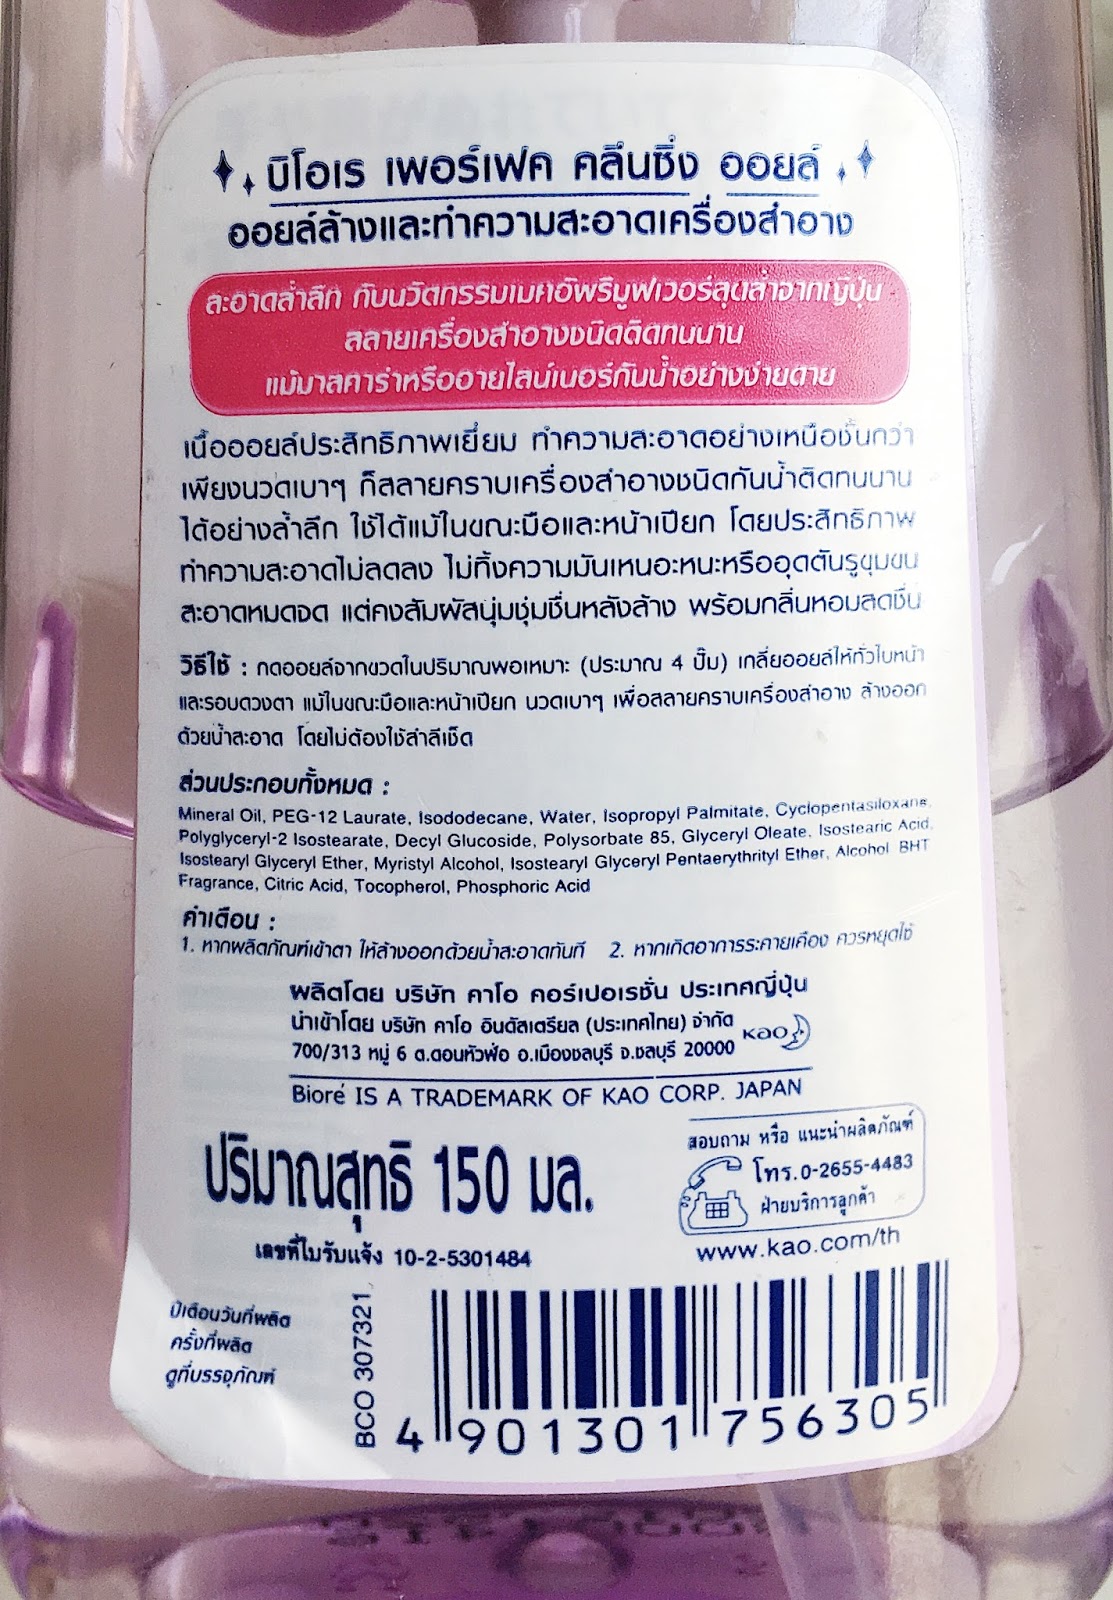 บิโอเร เพอร์เฟค คลีนซิ่ง ออยล์
ออยล์ล้างและทำความสะอาดเครื่องสำอาง
สะอาดล้ำลึก กับนวัตกรรมเมคอัพรีมูฟเวอร์สุดล้ำจากญี่ปุ่น
สลายเครื่องสำอางชนิดติดทนนาน
แม้มาสคาร่าหรืออายไลน์เนอร์กันน้ำอย่างง่ายดาย
เนื้อออยล์ประสิทธิภาพเยี่ยม ทำความสะอาดอย่างเหนือชั้นกว่า
เพียงนวดเบาๆ ก็สลายคราบเครื่องสำอางชนิดกันน้ำติดทนนาน
ได้อย่างล้ำลึก ใช้ได้แม้ในขณะมือและหน้าเปียก โดยประสิทธิภาพ
ทำความสะอาดไม่ลดลง ไม่ทิ้งความมันเหนอะหนะหรืออุดตันรูขุมขน
สะอาดหมดจด แต่คงสัมผัสนุ่มชุ่มชื่นหลังล้าง พร้อมกลิ่นหอมสดชื่น
วิธีใช้ : กดออยล์จากขวดในปริมาณพอเหมาะ (ประมาณ 4 ปั๊ม) เกลี่ยออยล์ให้ทั่วใบหน้า
และรอบดวงตา แม้ในขณะมือและหน้าเปียก นวดเบาๆ เพื่อสลายคราบเครื่องสำอาง ล้างออก
ด้วยน้ำสะอาด โดยไม่ต้องใช้สำลีเช็ด
ส่วนประกอบทั้งหมด :
Mineral Oil, PEG-12 Laurate, Isododecane, Water, Isopropyl Palmitate, Cyclopentasiloxane,
Polyglyceryl-2 Isostearate, Decyl Glucoside, Polysorbate 85, Glyceryl Oleate, Isostearic Acid,
Isostearyl Glyceryl Ether, Myristyl Alcohol, Isostearyl Glyceryl Pentaerythrityl Ether, Alcohol BHT
Fragrance, Citric Acid, Tocopherol, Phosphoric Acid
คำเตือน :
1. หากผลิตภัณฑ์เข้าตา ให้ล้างออกด้วยน้ำสะอาดทันที 2. หากเกิดอาการระคายเคือง ควรหยุดใช้
ผลิตโดย บริษัท คาโอ คอร์เปอเรชั่น ประเทศญี่ปุ่น
นำเข้าโดย บริษัท คาโอ อินดัสเตรียล (ประเทศไทย) จำกัด
700/313 หมู่ 6 ต.ดอนหัวฬ่อ อ.เมืองชลบุรี จ.ชลบุรี 20000 Kao
Bioré IS A TRADEMARK OF KAO CORP. JAPAN
ปริมาณสุทธิ 150 มล.
สอบถาม หรือ แนะนำผลิตภัณฑ์
โทร.0-2655-4483
ฝ่ายบริการลูกค้า
www.kao.com/th
เลขที่ใบรับแจ้ง 10-2-5301484
ปีเดือนวันที่ผลิต
ครั้งที่ผลิต
ดูที่บรรจุภัณฑ์
BCO 307321
4 901301 756305